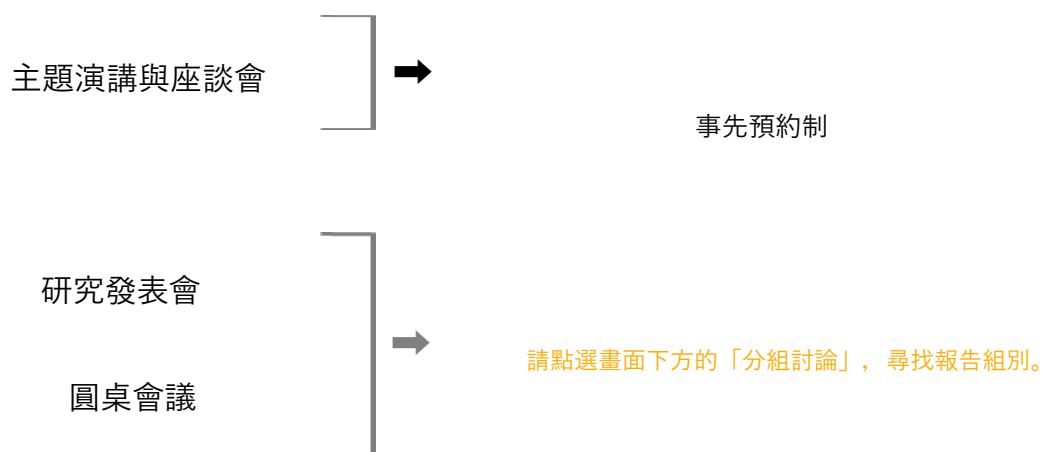 主題演講與座談會
事先預約制
研究發表會
請點選畫面下方的「分組討論」，尋找報告組別。
圓桌會議